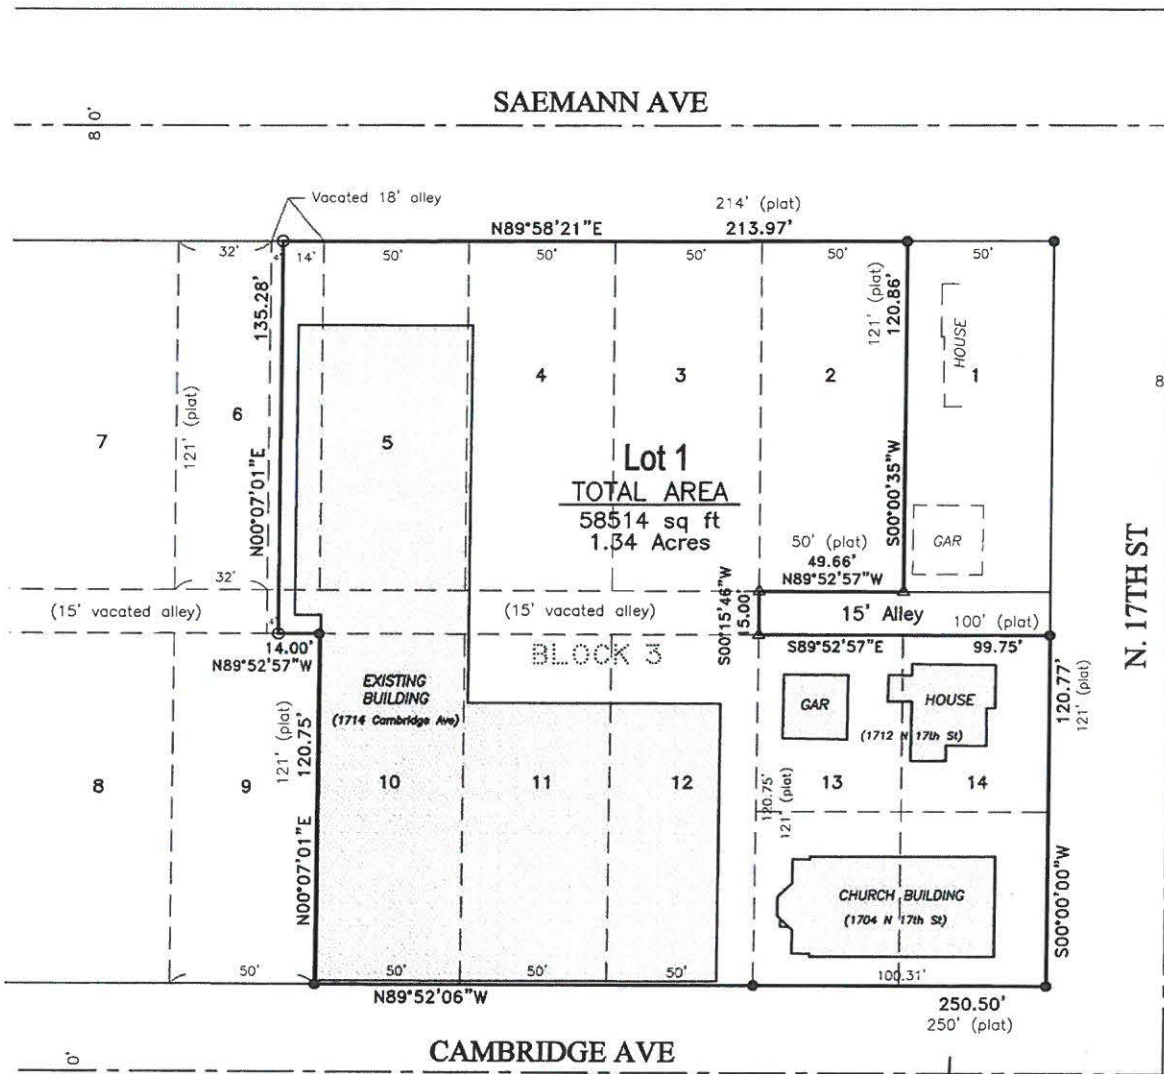 SAEMANN AVE
80'
Vacated 18' alley
214' (plat)
N89°58'21"E
213.97'
32'
4'
14'
50'
50'
50'
50'
50'
135.28'
121' (plat)
120.86'
HOUSE
4
3
2
1
8
6
7
121' (plat)
5
Lot 1
TOTAL AREA
58514 sq ft
1.34 Acres
N00°07'01"E
S00°00'35"W
GAR
50' (plat)
49.66'
N89°52'57"W
N. 17TH ST
32'
(15' vacated alley)
(15' vacated alley)
S00°15'46"W
15.00'
15' Alley
100' (plat)
4'
14.00'
N89°52'57"W
BLOCK 3
S89°52'57"E
99.75'
EXISTING
BUILDING
(1714 Cambridge Ave)
GAR
HOUSE
(1712 N 17th St)
120.77'
121' (plat)
121' (plat)
120.75'
8
9
10
11
12
13
14
120.75'
121' (plat)
N00°07'01"E
CHURCH BUILDING
(1704 N 17th St)
S00°00'00"W
50'
50'
50'
50'
100.31'
N89°52'06"W
250.50'
250' (plat)
CAMBRIDGE AVE
0'